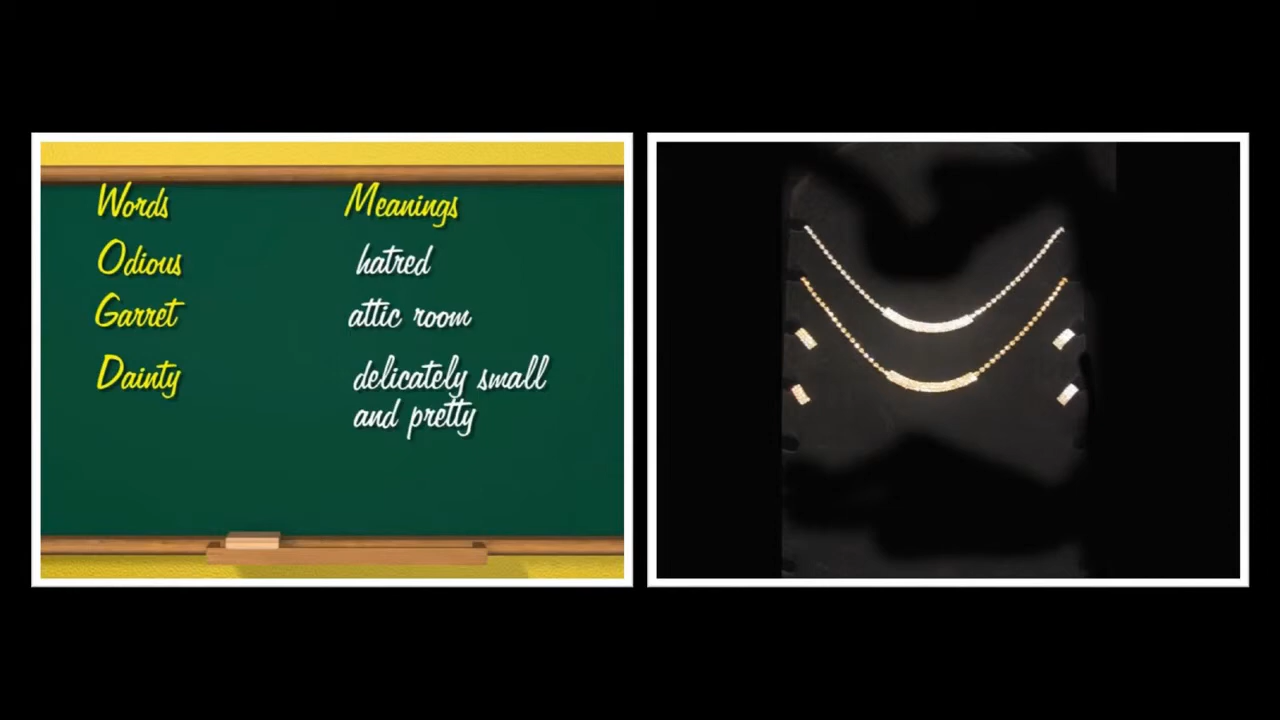 Words Meanings
Odious hatred
Garret attic room
Dainty delicately small
and pretty